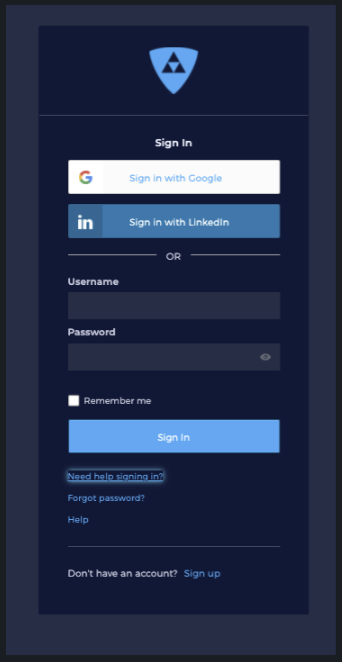 Sign In
Sign in with Google
in
Sign in with LinkedIn
OR
Username
Password
Remember me
Sign In
Need help signing in?
Forgot password?
Help
Don't have an account? Sign up